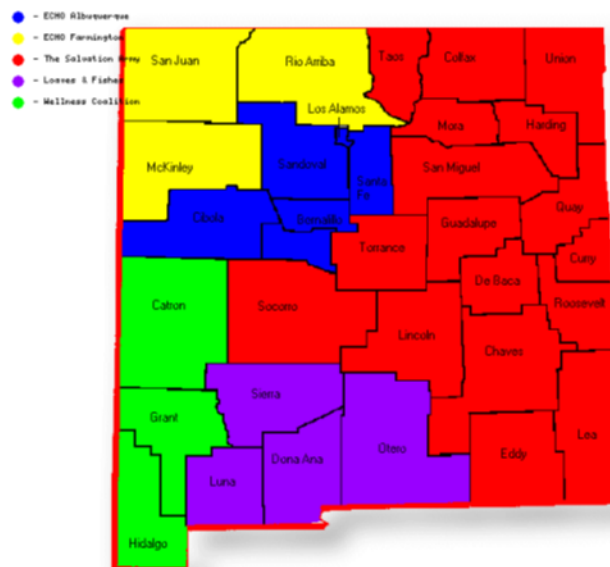 - ECHO Albuquerque
- ECHO Farmington
- The Salvation Army
- Loaves & Fishes
- Wellness Coalition
San Juan
Rio Arriba
Taos
Colfax
Union
Los Alamos
Mora
Harding
McKinley
Sandoval
San Miguel
Santa
Fe
Quay
Cibola
Bernalillo
Guadalupe
Torrance
Curry
De Baca
Catron
Socorro
Roosevelt
Lincoln
Chaves
Sierra
Grant
Lea
Otero
Eddy
Dona Ana
Luna
Hidalgo